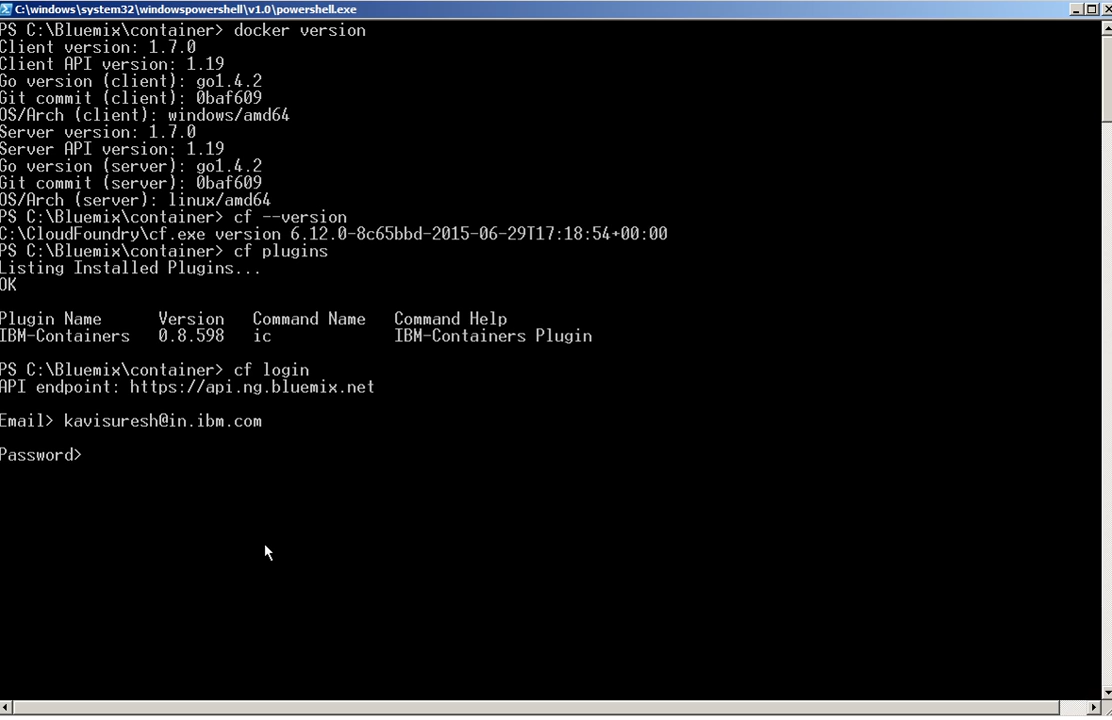 C:\windows\system32\windowspowershell\v1.0\powershell.exe
PS C:\Bluemix\container> docker version
Client version: 1.7.0
Client API version: 1.19
Go version (client): go1.4.2
Git commit (client): 0baf609
OS/Arch (client): windows/amd64
Server version: 1.7.0
Server API version: 1.19
Go version (server): go1.4.2
Git commit (server): 0baf609
OS/Arch (server): linux/amd64
PS C:\Bluemix\container> cf --version
C:\CloudFoundry\cf.exe version 6.12.0-8c65bbd-2015-06-29T17:18:54+00:00
PS C:\Bluemix\container> cf plugins
Listing Installed Plugins...
OK
Plugin Name Version Command Name Command Help
IBM-Containers 0.8.598 ic IBM-Containers Plugin
PS C:\Bluemix\container> cf login
API endpoint: https://api.ng.bluemix.net
Email> kavisuresh@in.ibm.com
Password>